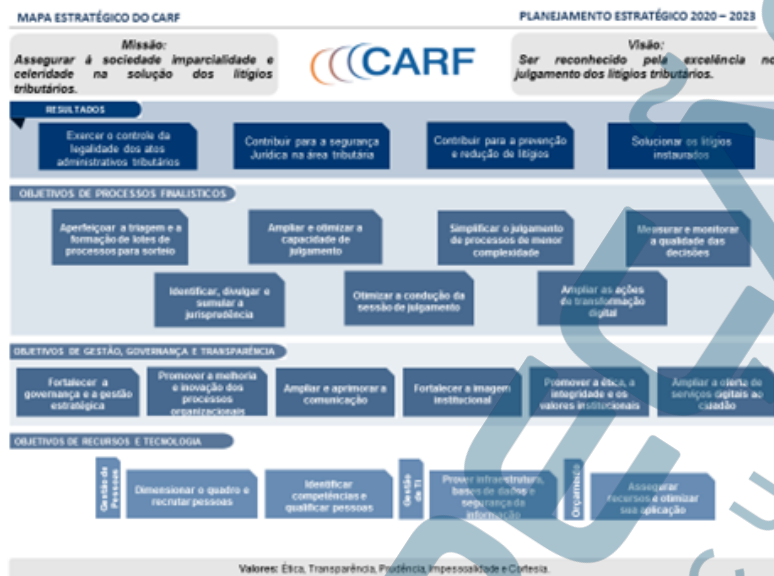 MAPA ESTRATÉGICO DO CARF
PLANEJAMENTO ESTRATÉGICO 2020 – 2023
Missão:
Assegurar à sociedade imparcialidade e
celeridade na solução dos litígios
tributários.
CARF
Visão:
Ser reconhecido pela excelência no
julgamento dos litígios tributários.
RESULTADOS
Exercer o controle da
legalidade dos atos
administrativos tributários
Contribuir para a segurança
Jurídica na área tributária
Contribuir para a prevenção
e redução de litígios
Solucionar os litígios
instaurados
OBJETIVOS DE PROCESSOS FINALÍSTICOS
Aperfeiçoar a triagem e a
formação de lotes de
processos para sorteio
Ampliar e otimizar a
capacidade de
julgamento
Simplificar o julgamento
de processos de menor
complexidade
Mensurar e monitorar
a qualidade das
decisões
Identificar, divulgar e
sumular a
jurisprudência
Otimizar a condução da
sessão de julgamento
Ampliar as ações
de transformação
digital
OBJETIVOS DE GESTÃO, GOVERNANÇA E TRANSPARÊNCIA
Fortalecer a
governança e a gestão
estratégica
Promover a melhoria
e inovação dos
processos
organizacionais
Ampliar e aprimorar a
comunicação
Fortalecer a imagem
institucional
Promover a ética, a
integridade e os
valores institucionais
Ampliar a oferta de
serviços digitais ao
cidadão
OBJETIVOS DE RECURSOS E TECNOLOGIA
Gestão de
Pessoas
Dimensionar o quadro e
recrutar pessoas
Identificar
competências e
qualificar pessoas
Gestão
de TI
Prover infraestrutura,
bases de dados e
segurança da
informação
Orçamento
Assegurar
recursos e otimizar
sua aplicação
Valores: Ética, Transparência, Prudência, Impessoalidade e Cortesia.